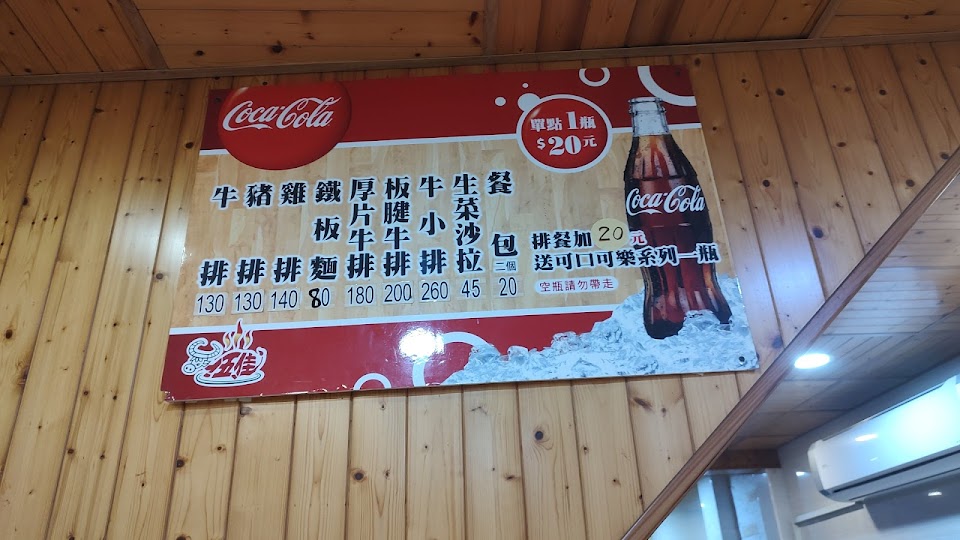 Coca-Cola
單點1瓶
$20元
牛排 130
豬排 130
雞排 140
鐵板麵 80
厚片牛排 180
板腱牛排 200
牛小排 260
生菜沙拉 45
餐包 二個 20
排餐加20元
送可口可樂系列一瓶
空瓶請勿帶走
Coca-Cola
五佳